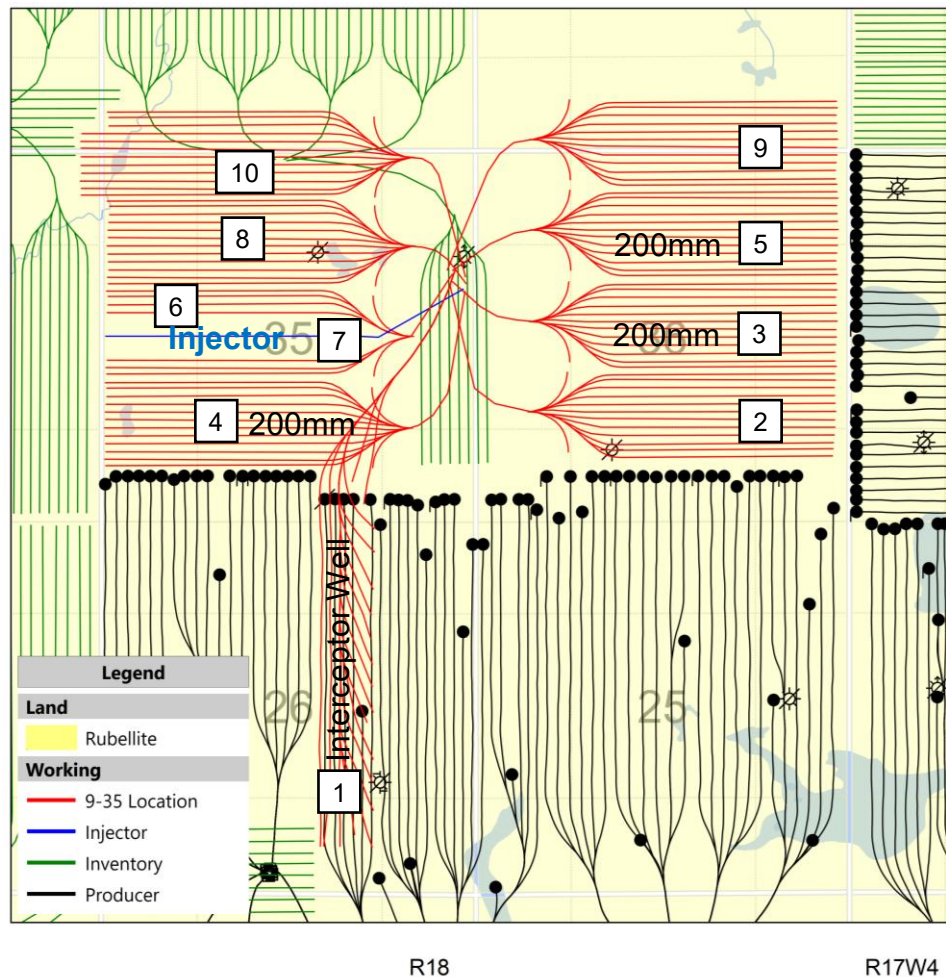 10
9
8
200mm
5
6
Injector
35
7
200mm
36
3
4
200mm
2
Interceptor Well
26
25
1
Legend
Land
Rubellite
Working
9-35 Location
Injector
Inventory
Producer
R18
R17W4